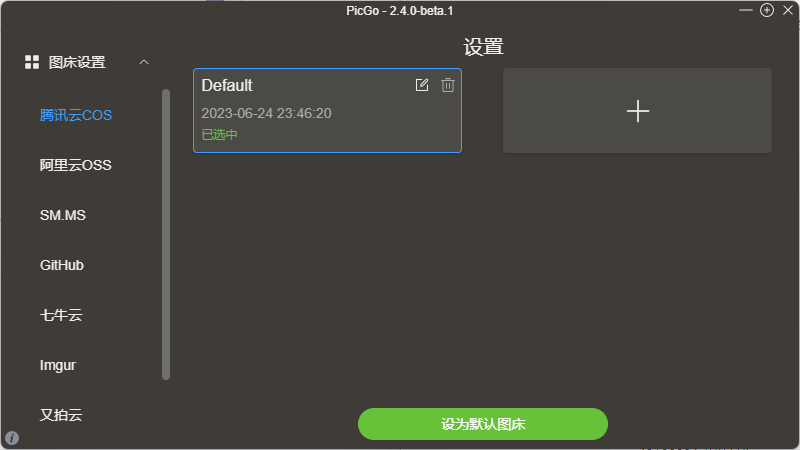 PicGo - 2.4.0-beta.1
图床设置
腾讯云COS
阿里云OSS
SM.MS
GitHub
七牛云
Imgur
又拍云
设置
Default
2023-06-24 23:46:20
已选中
设为默认图床